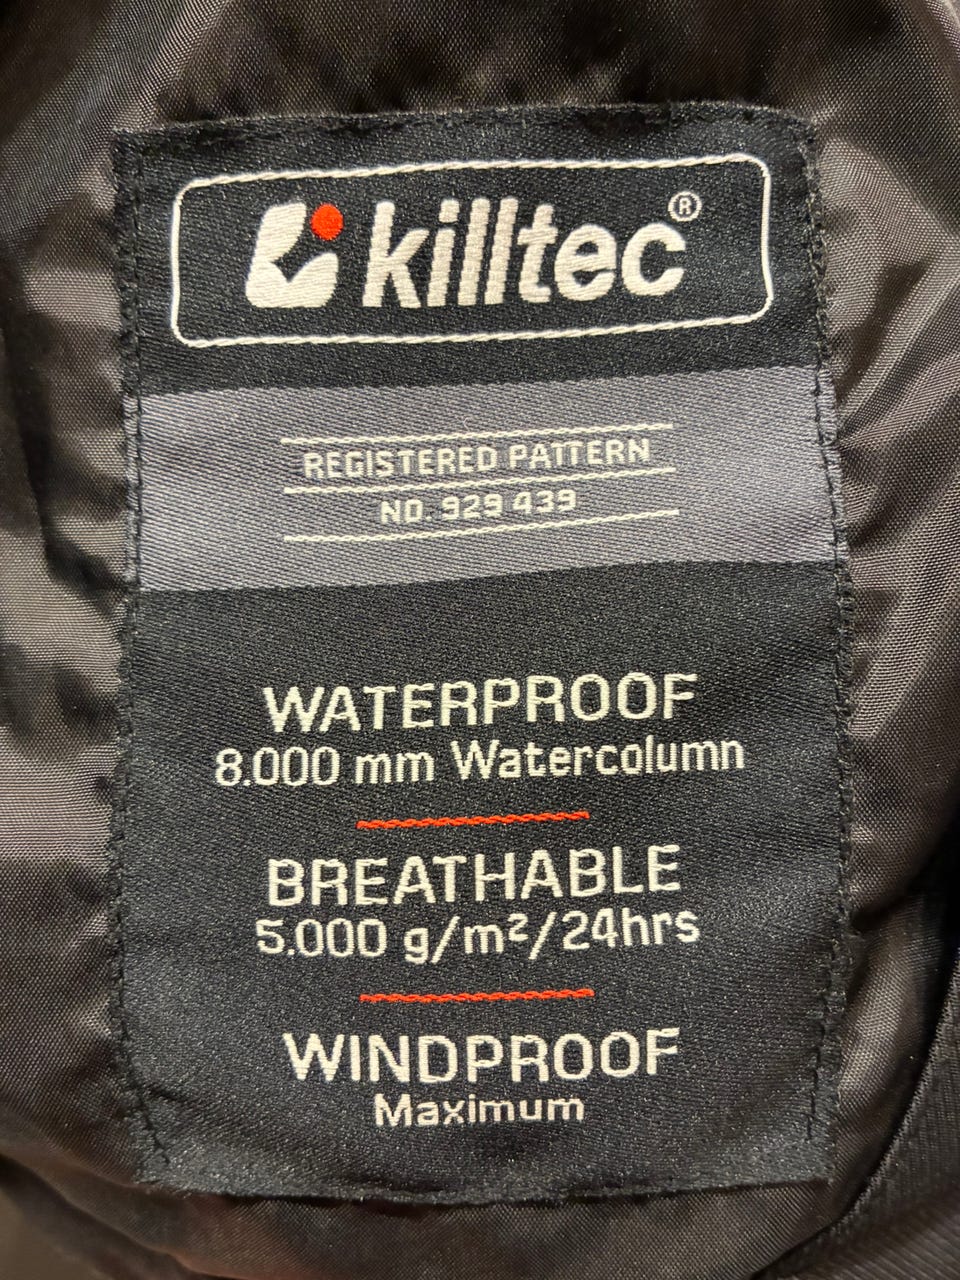 killtec®
REGISTERED PATTERN
NO. 929 439
WATERPROOF
8.000 mm Watercolumn
BREATHABLE
5.000 g/m²/24hrs
WINDPROOF
Maximum